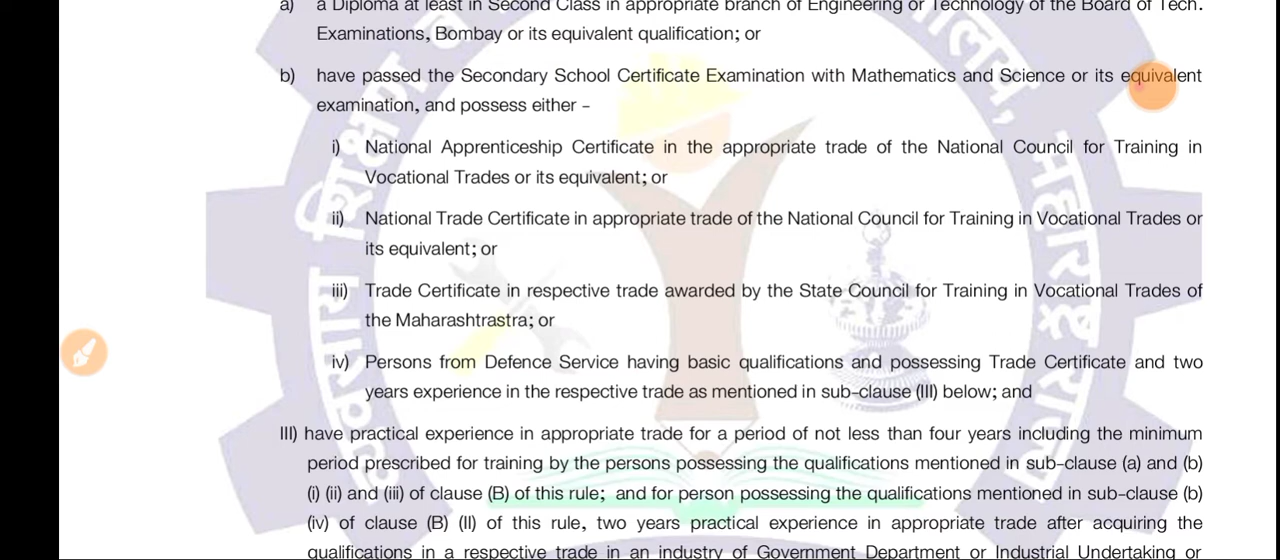 a) a Diploma at least in Second Class in appropriate branch of Engineering or Technology of the Board of Tech.
Examinations, Bombay or its equivalent qualification; or
b) have passed the Secondary School Certificate Examination with Mathematics and Science or its equivalent
examination, and possess either –
i) National Apprenticeship Certificate in the appropriate trade of the National Council for Training in
Vocational Trades or its equivalent; or
ii) National Trade Certificate in appropriate trade of the National Council for Training in Vocational Trades or
its equivalent; or
iii) Trade Certificate in respective trade awarded by the State Council for Training in Vocational Trades of
the Maharashtrastra; or
iv) Persons from Defence Service having basic qualifications and possessing Trade Certificate and two
years experience in the respective trade as mentioned in sub-clause (III) below; and
III) have practical experience in appropriate trade for a period of not less than four years including the minimum
period prescribed for training by the persons possessing the qualifications mentioned in sub-clause (a) and (b)
(i) (ii) and (iii) of clause (B) of this rule; and for person possessing the qualifications mentioned in sub-clause (b)
(iv) of clause (B) (II) of this rule, two years practical experience in appropriate trade after acquiring the
qualifications in a respective trade in an industry of Government Department or Industrial Undertaking or